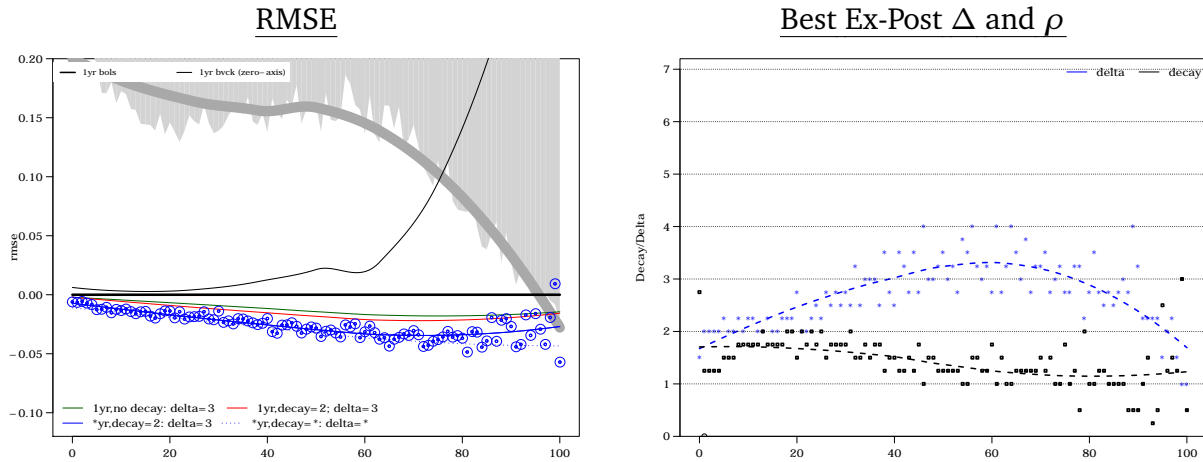 RMSE
Best Ex-Post Δ and ρ
0.20
0.15
0.10
0.05
0.00
−0.05
−0.10
rmse
1yr bols
1yr bvck (zero−axis)
1yr,no decay: delta=3
1yr,decay=2; delta=3
*yr,decay=2: delta=3
*yr,decay=*: delta=*
0 20 40 60 80 100
7
6
5
4
3
2
1
0
Decay/Delta
delta
decay
0 20 40 60 80 100